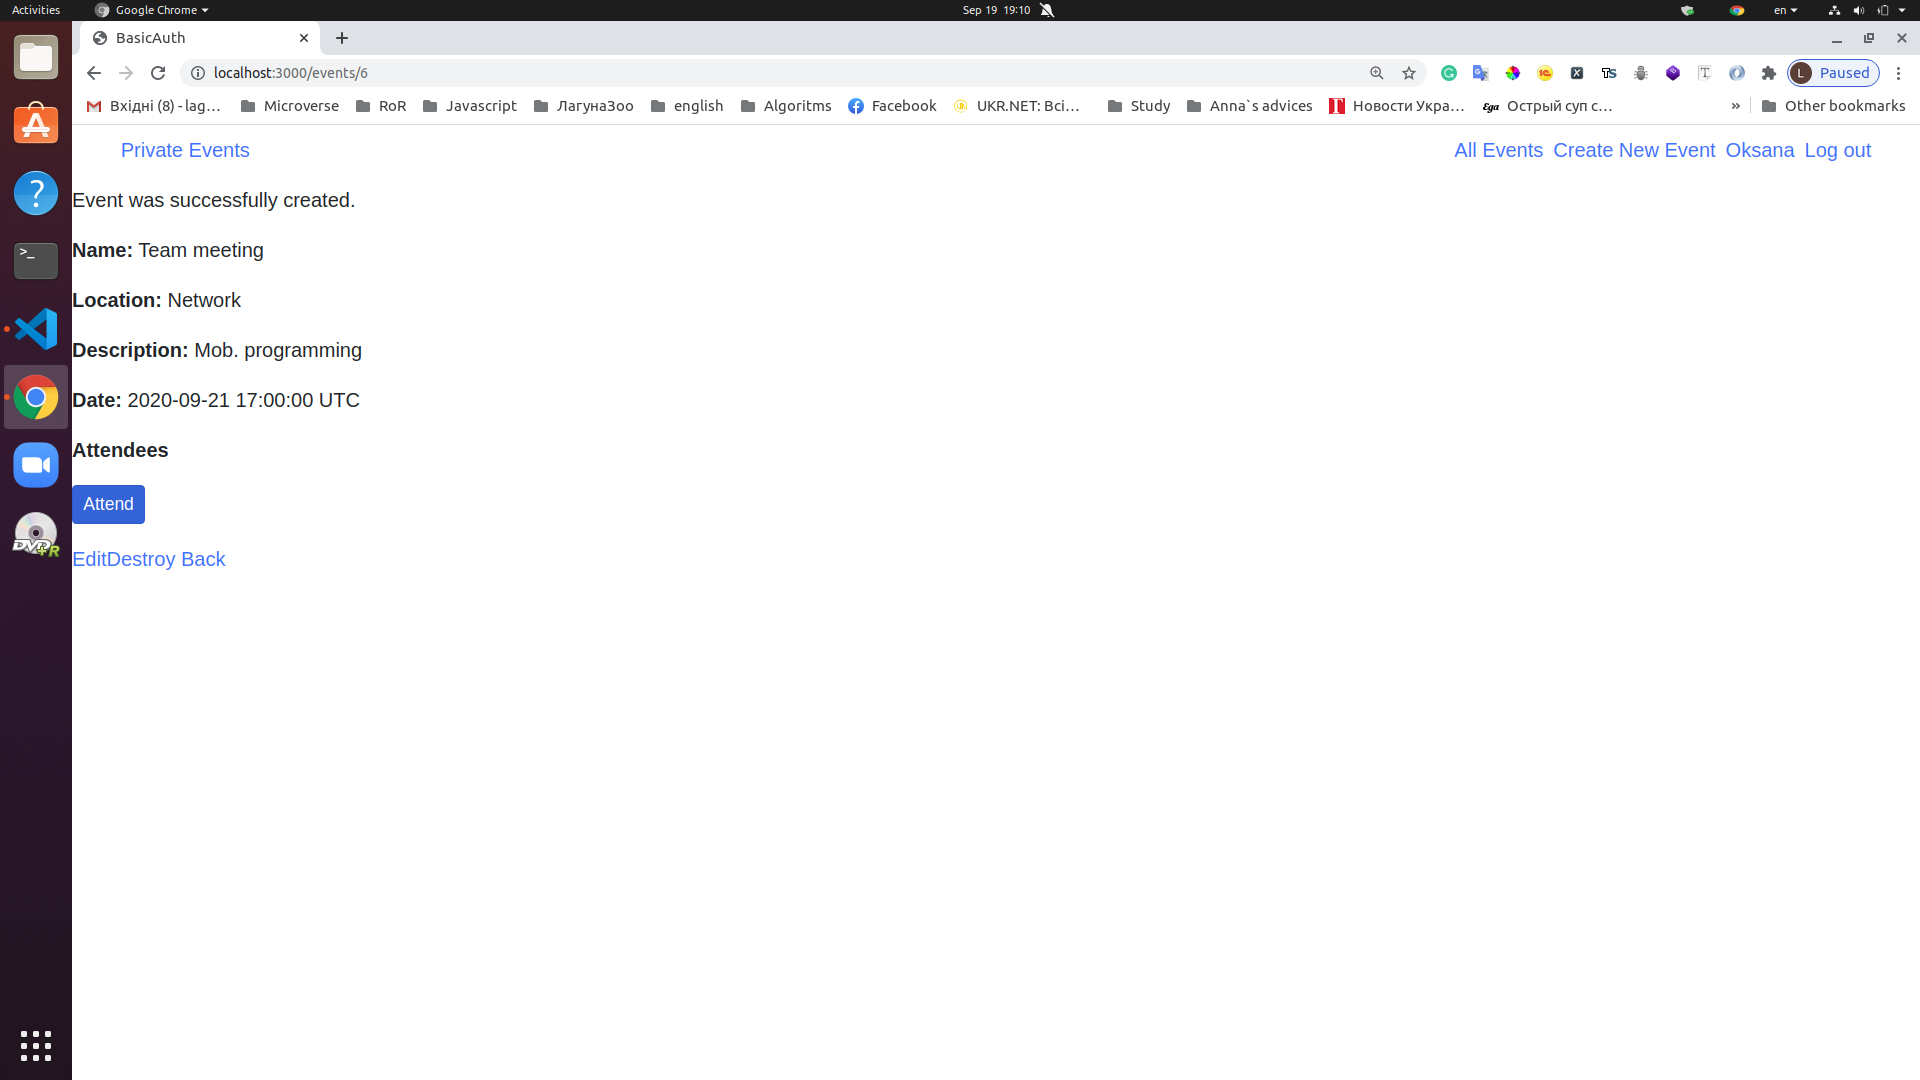 Activities Google Chrome Sep 19 19:10 en
BasicAuth
localhost:3000/events/6 L Paused
Вхідні (8) - lag… Microverse RoR Javascript ЛагунаЗоо english Algoritms Facebook UKR.NET: Всі… Study Anna`s advices Новости Укра… Острый суп с… » Other bookmarks
Private Events All Events Create New Event Oksana Log out
Event was successfully created.
Name: Team meeting
Location: Network
Description: Mob. programming
Date: 2020-09-21 17:00:00 UTC
Attendees
Attend
EditDestroy Back